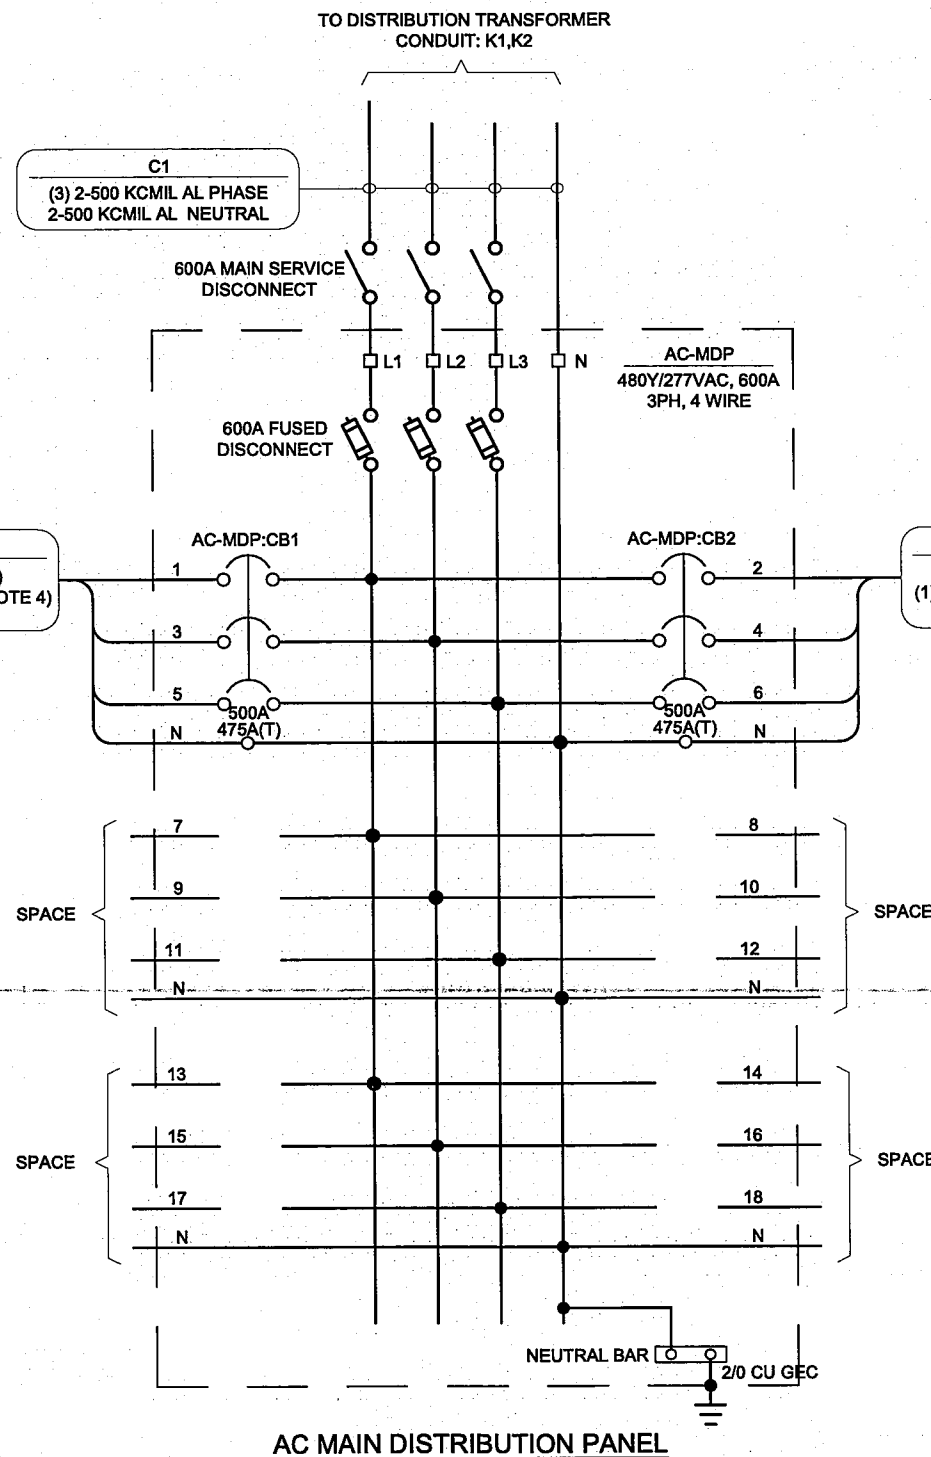 TO DISTRIBUTION TRANSFORMER
CONDUIT: K1,K2
C1
(3) 2-500 KCMIL AL PHASE
2-500 KCMIL AL NEUTRAL
600A MAIN SERVICE
DISCONNECT
L1 L2 L3 N
AC-MDP
480Y/277VAC, 600A
3PH, 4 WIRE
600A FUSED
DISCONNECT
AC-MDP:CB1
AC-MDP:CB2
1 2
OTE 4)
(1)
3 4
5 6
500A
475A(T)
500A
475A(T)
N N
7 8
9 10
SPACE
SPACE
11 12
N N
13 14
15 16
SPACE
SPACE
17 18
N N
NEUTRAL BAR
2/0 CU GEC
AC MAIN DISTRIBUTION PANEL